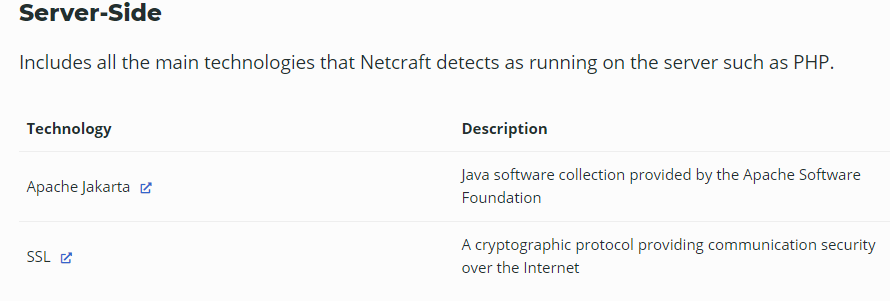 Server-Side
Includes all the main technologies that Netcraft detects as running on the server such as PHP.
Technology Description
Apache Jakarta Java software collection provided by the Apache Software
Foundation
SSL A cryptographic protocol providing communication security
over the Internet